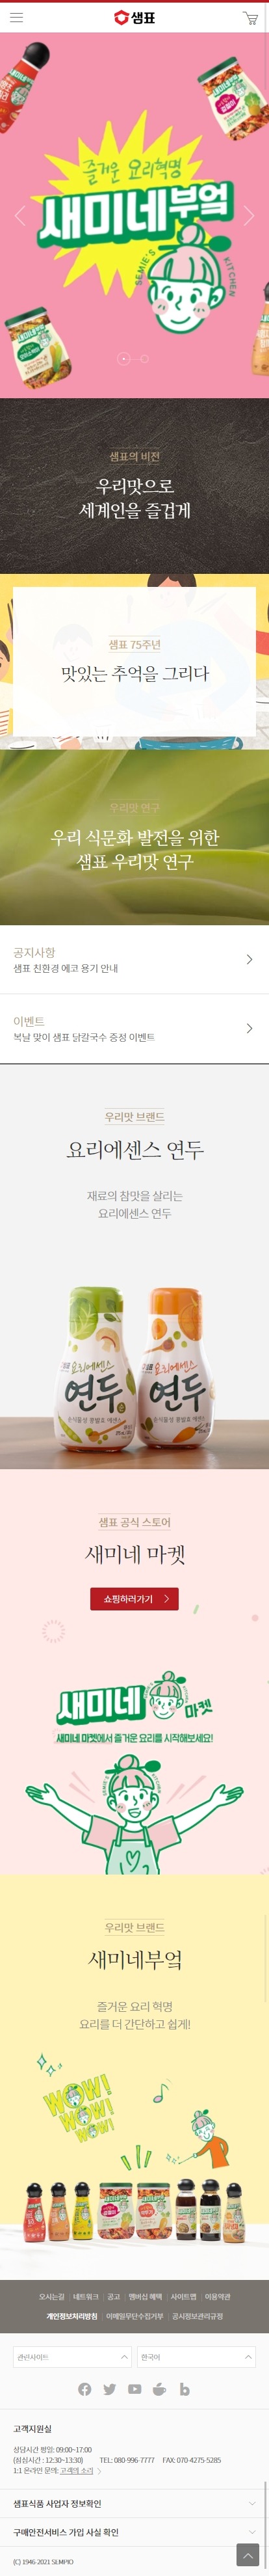 샘표
즐거운 요리혁명
새미네부엌
SEMIE'S KITCHEN
샘표의 비전
우리맛으로
세계인을 즐겁게
샘표 75주년
맛있는 추억을 그리다
우리맛 연구
우리 식문화 발전을 위한
샘표 우리맛 연구
공지사항
샘표 친환경 에코 용기 안내
이벤트
복날 맞이 샘표 닭칼국수 증정 이벤트
우리맛 브랜드
요리에센스 연두
재료의 참맛을 살리는
요리에센스 연두
요리에센스 요리에센스
연두 연두
샘표 공식 스토어
새미네 마켓
쇼핑하러가기
새미네 마켓
새미네 마켓에서 즐거운 요리를 시작해보세요!
우리맛 브랜드
새미네부엌
즐거운 요리 혁명
요리를 더 간단하고 쉽게!
WOW!
WOW!
WOW!
오시는길 네트워크 공고 멤버십 혜택 사이트맵 이용약관
개인정보처리방침 이메일무단수집거부 공시정보관리규정
관련사이트 한국어
고객지원실
상담시간 평일: 09:00~17:00
(점심시간 : 12:30~13:30) TEL: 080-996-7777 FAX: 070-4275-5285
1:1 온라인 문의: 고객의 소리
샘표식품 사업자 정보확인
구매안전서비스 가입 사실 확인
(C) 1946-2021 SEMPIO